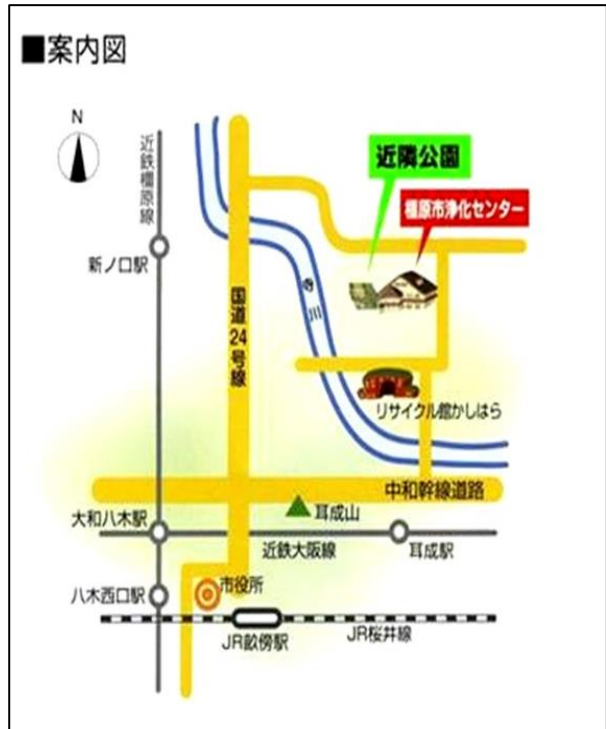 ■案内図
N
近鉄橿原線
近隣公園
橿原市浄化センター
新ノ口駅
国道24号線
寺川
リサイクル館かしはら
中和幹線道路
耳成山
大和八木駅
近鉄大阪線
耳成駅
市役所
八木西口駅
JR畝傍駅
JR桜井線